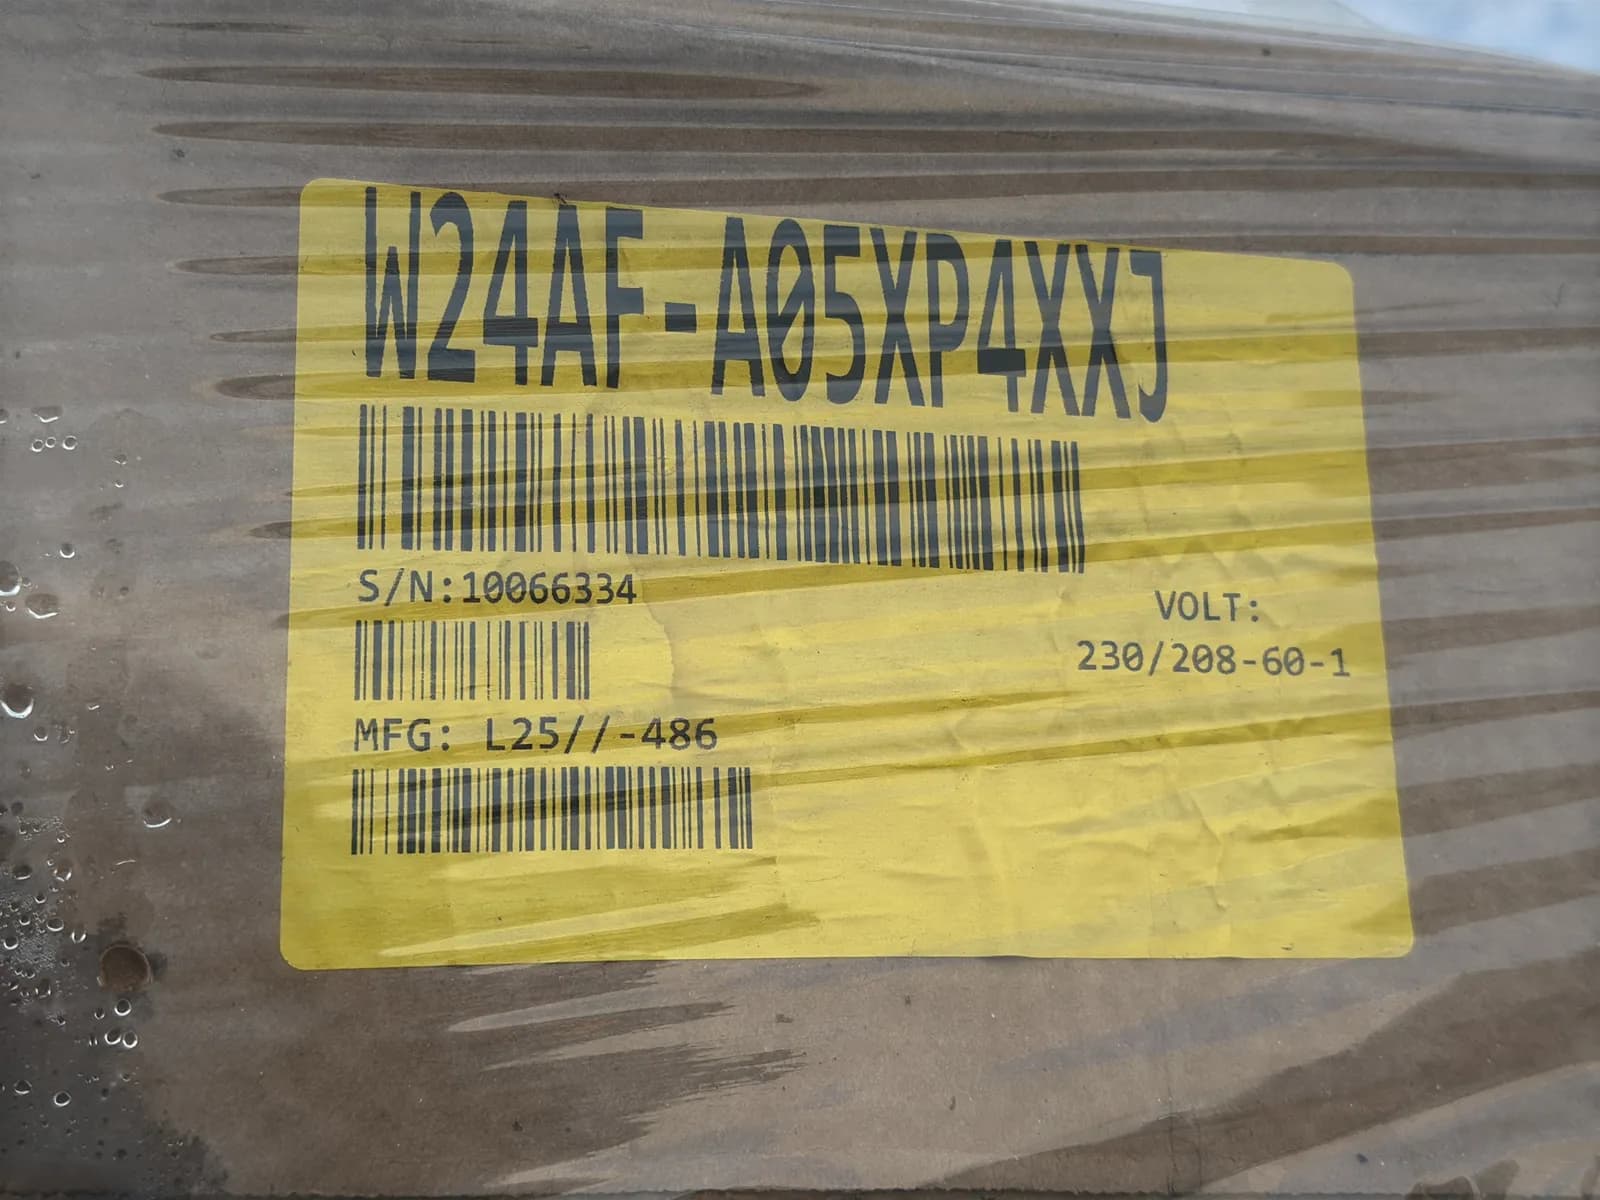 W24AF-A05XP4XXJ
S/N:10066334
VOLT:
230/208-60-1
MFG: L25//-486